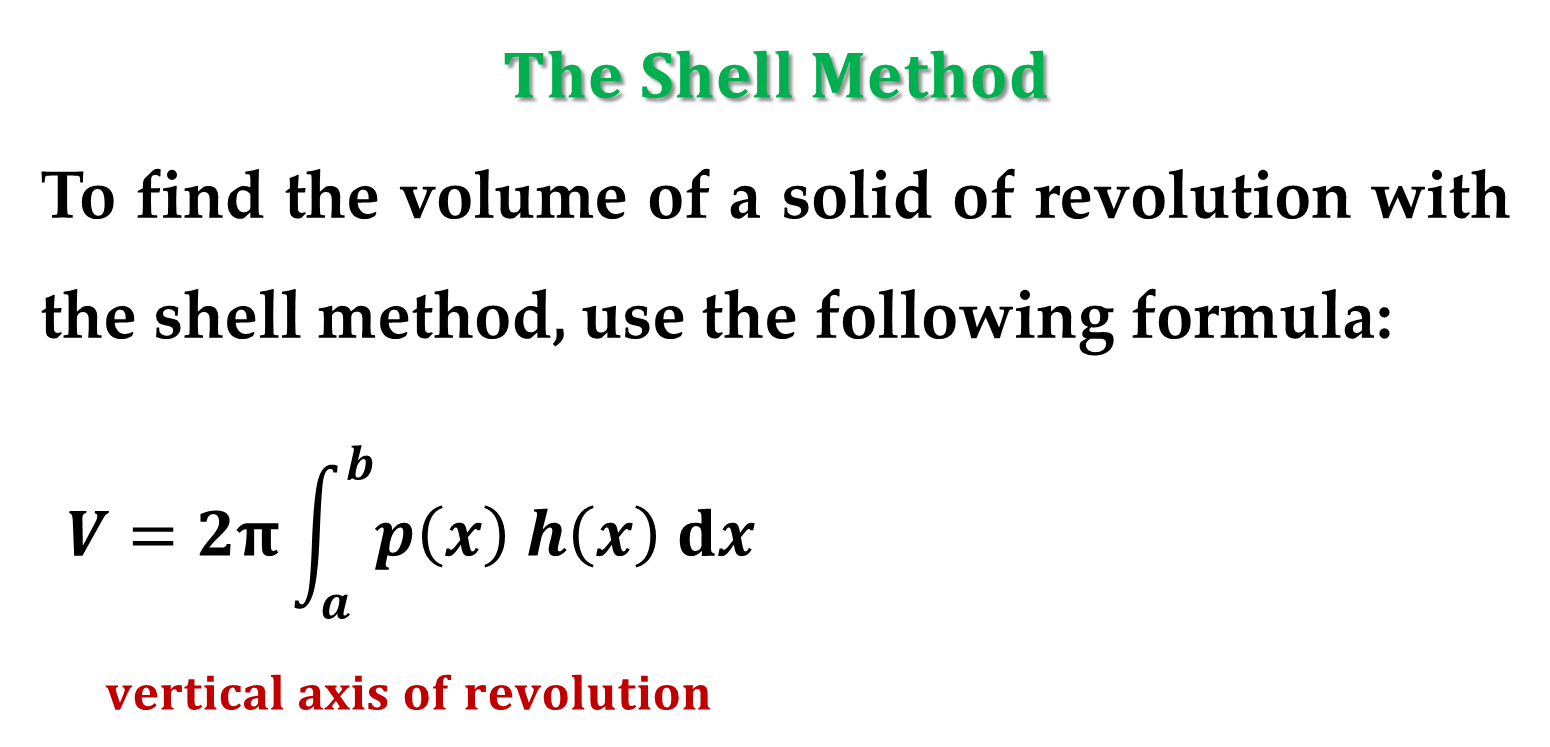 The Shell Method
To find the volume of a solid of revolution with
the shell method, use the following formula:
V = 2π ∫ₐᵇ p(x) h(x) dx
vertical axis of revolution